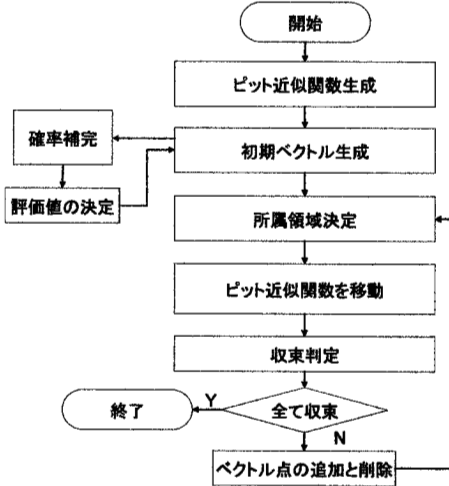 開始
ピット近似関数生成
確率補完
初期ベクトル生成
評価値の決定
所属領域決定
ピット近似関数を移動
収束判定
全て収束
Y
終了
N
ベクトル点の追加と削除